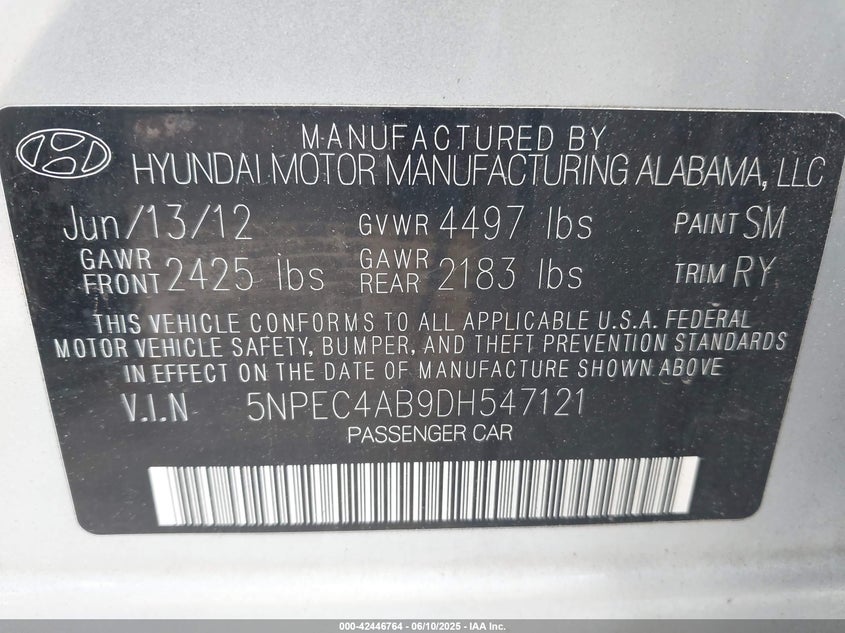 MANUFACTURED BY
HYUNDAI MOTOR MANUFACTURING ALABAMA, LLC
Jun/13/12 GVWR 4497 lbs PAINT SM
GAWR FRONT 2425 lbs GAWR REAR 2183 lbs TRIM RY
THIS VEHICLE CONFORMS TO ALL APPLICABLE U.S.A. FEDERAL
MOTOR VEHICLE SAFETY, BUMPER, AND THEFT PREVENTION STANDARDS
IN EFFECT ON THE DATE OF MANUFACTURE SHOWN ABOVE
V.I.N 5NPEC4AB9DH547121
PASSENGER CAR
000-42446764 - 06/10/2025 - IAA Inc.